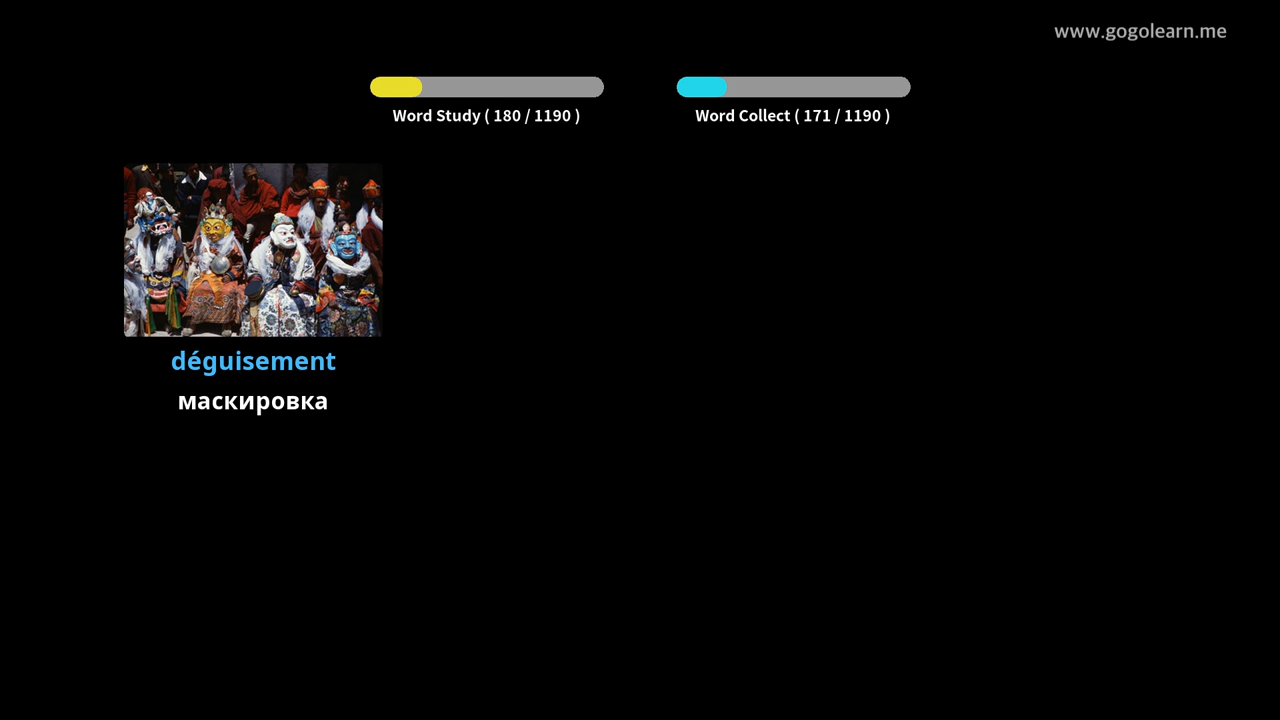 www.gogolearn.me
Word Study ( 180 / 1190 )
Word Collect ( 171 / 1190 )
déguisement
маскировка